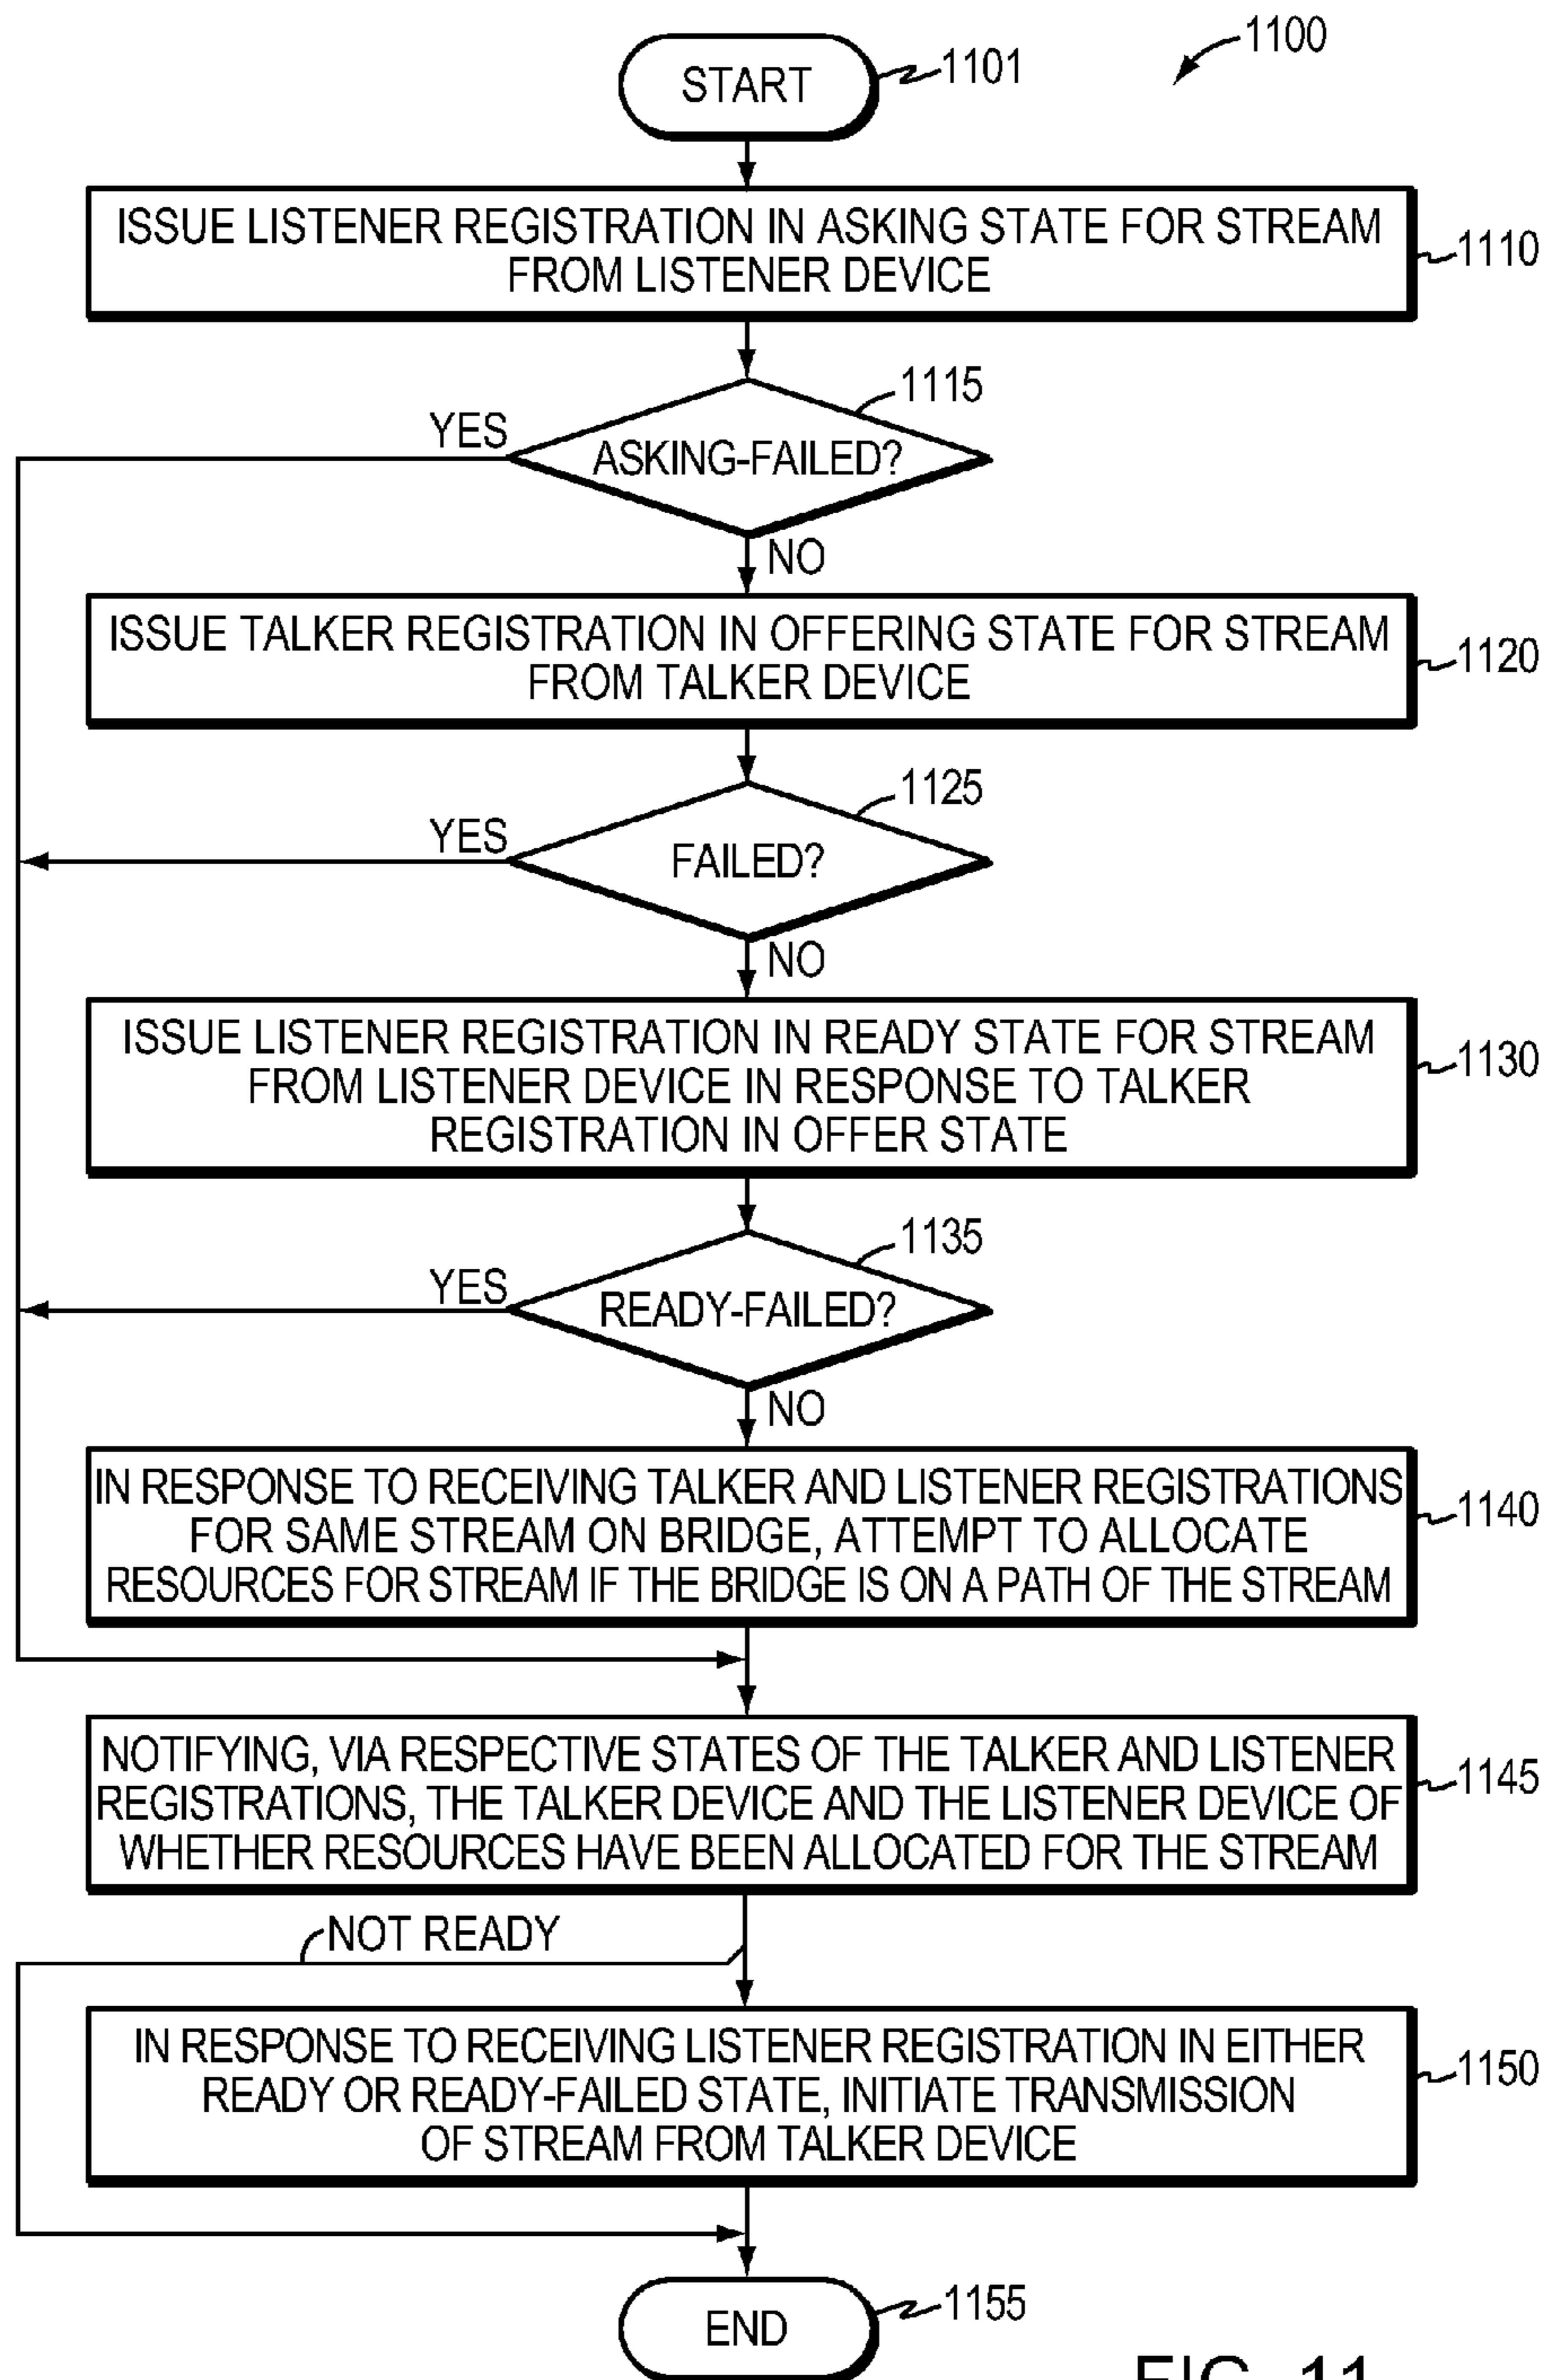 1100
START
1101
ISSUE LISTENER REGISTRATION IN ASKING STATE FOR STREAM
FROM LISTENER DEVICE
1110
1115
YES
ASKING-FAILED?
NO
ISSUE TALKER REGISTRATION IN OFFERING STATE FOR STREAM
FROM TALKER DEVICE
1120
1125
YES
FAILED?
NO
ISSUE LISTENER REGISTRATION IN READY STATE FOR STREAM
FROM LISTENER DEVICE IN RESPONSE TO TALKER
REGISTRATION IN OFFER STATE
1130
1135
YES
READY-FAILED?
NO
IN RESPONSE TO RECEIVING TALKER AND LISTENER REGISTRATIONS
FOR SAME STREAM ON BRIDGE, ATTEMPT TO ALLOCATE
RESOURCES FOR STREAM IF THE BRIDGE IS ON A PATH OF THE STREAM
1140
NOTIFYING, VIA RESPECTIVE STATES OF THE TALKER AND LISTENER
REGISTRATIONS, THE TALKER DEVICE AND THE LISTENER DEVICE OF
WHETHER RESOURCES HAVE BEEN ALLOCATED FOR THE STREAM
1145
NOT READY
IN RESPONSE TO RECEIVING LISTENER REGISTRATION IN EITHER
READY OR READY-FAILED STATE, INITIATE TRANSMISSION
OF STREAM FROM TALKER DEVICE
1150
END
1155
FIG. 11